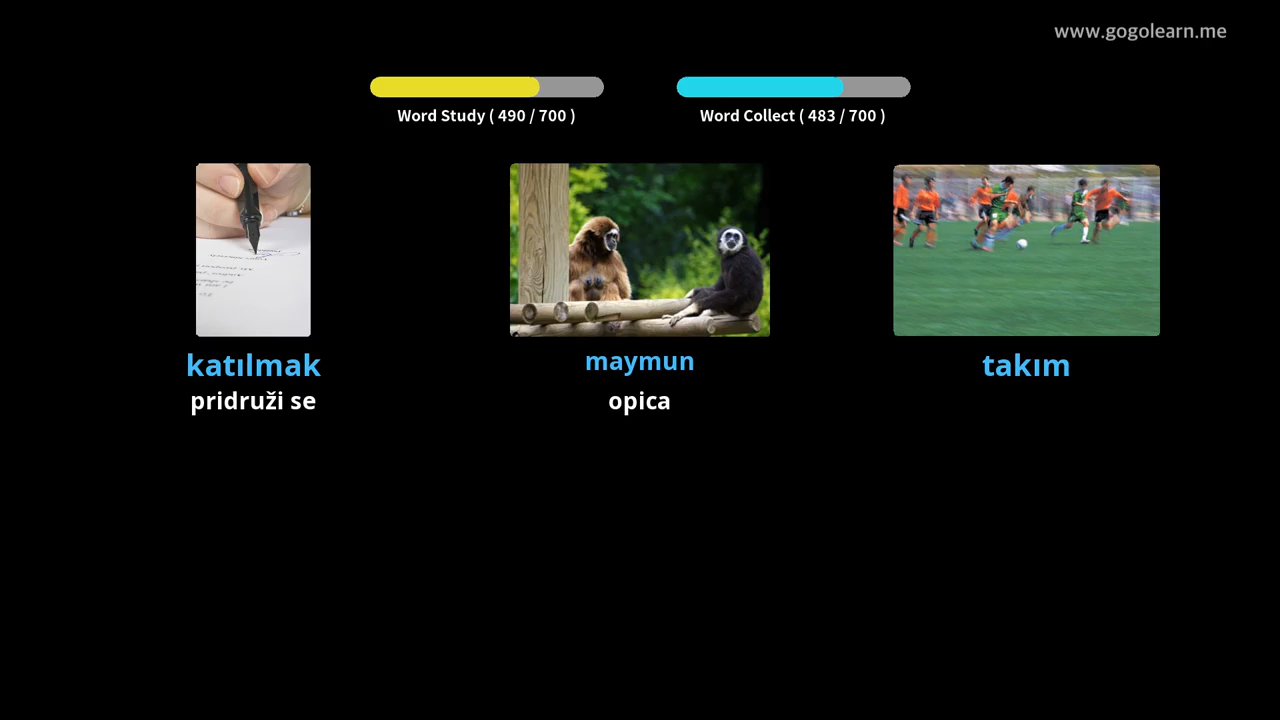 www.gogolearn.me
Word Study ( 490 / 700 )
Word Collect ( 483 / 700 )
katılmak
pridruži se
maymun
opica
takım